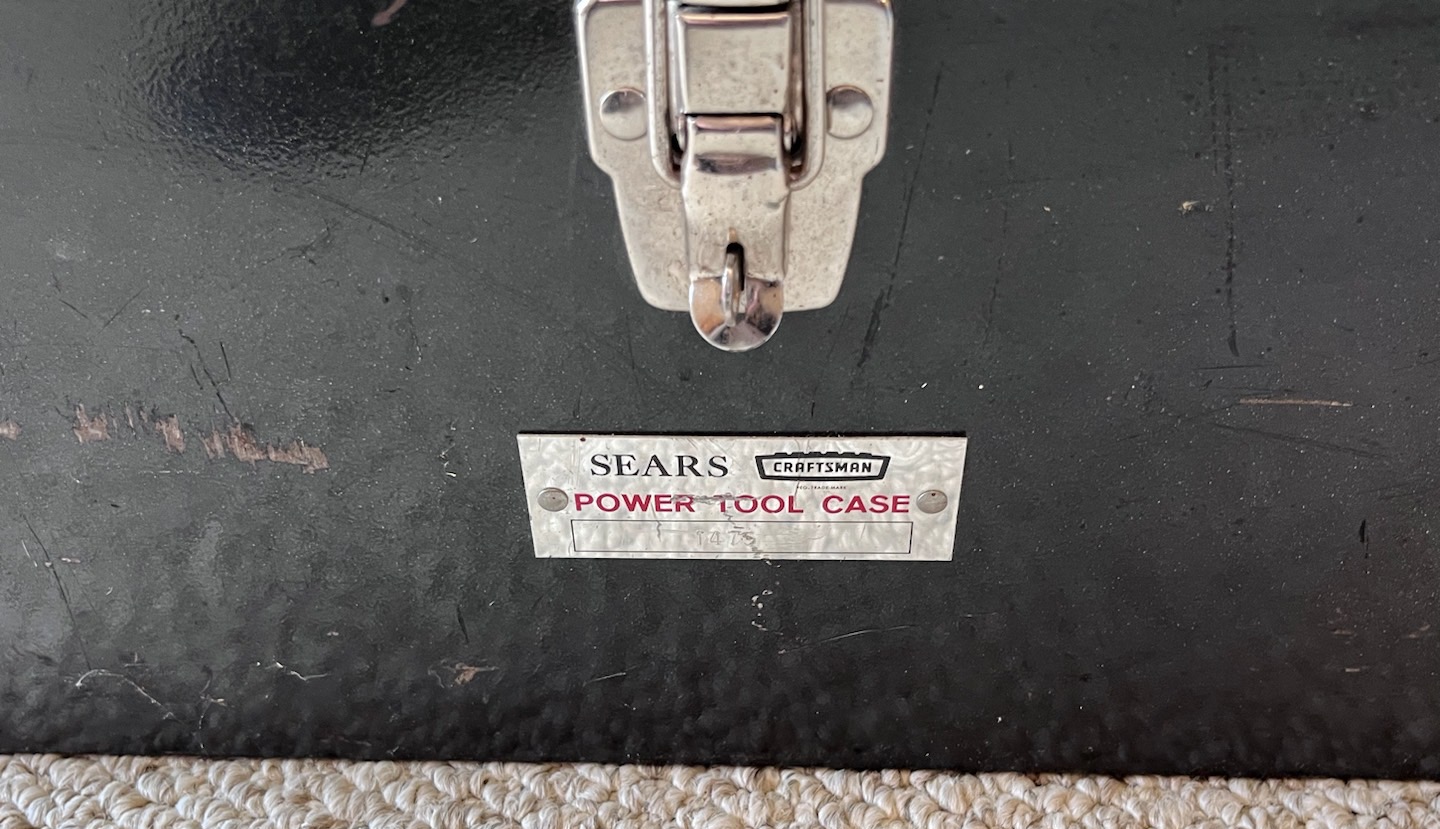 SEARS CRAFTSMAN
REG. TRADE MARK
POWER TOOL CASE